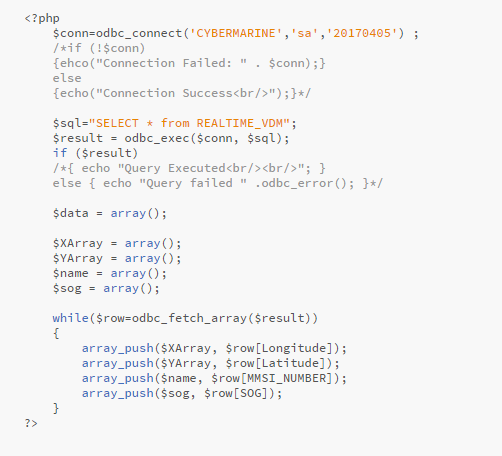 <?php
$conn=odbc_connect('CYBERMARINE','sa','20170405') ;
/*if (!$conn)
{ehco("Connection Failed: " . $conn);}
else
{echo("Connection Success<br/>");}*/
$sql="SELECT * from REALTIME_VDM";
$result = odbc_exec($conn, $sql);
if ($result)
/*{ echo "Query Executed<br/><br/>"; }
else { echo "Query failed " .odbc_error(); }*/
$data = array();
$XArray = array();
$YArray = array();
$name = array();
$sog = array();
while($row=odbc_fetch_array($result))
{
array_push($XArray, $row[Longitude]);
array_push($YArray, $row[Latitude]);
array_push($name, $row[MMSI_NUMBER]);
array_push($sog, $row[SOG]);
}
?>